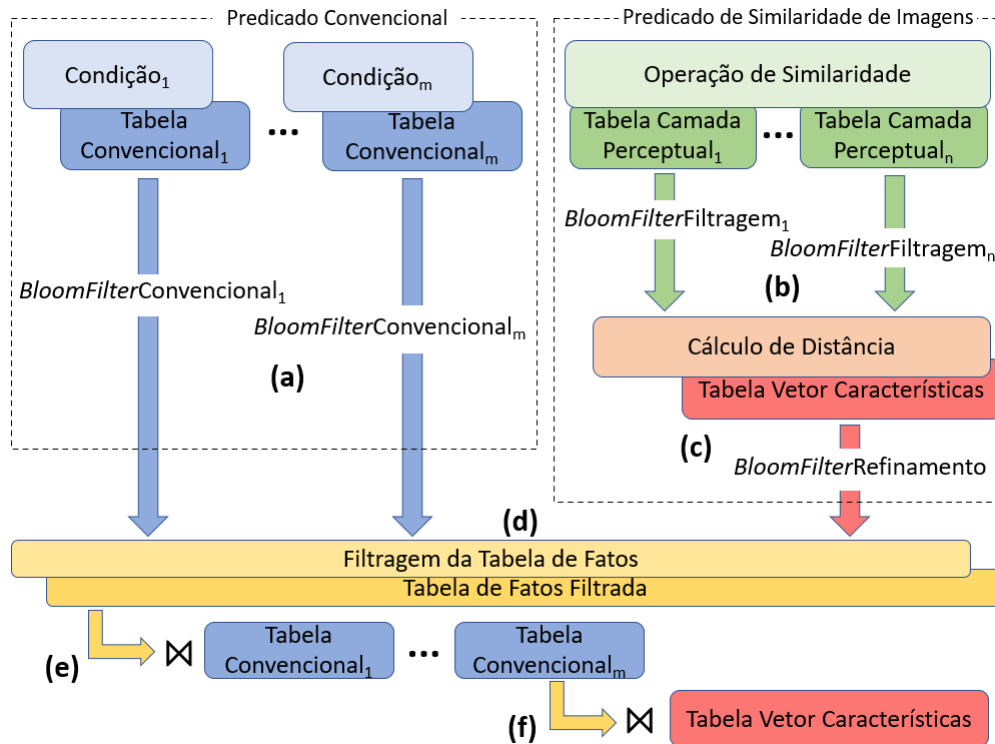 Predicado Convencional
Condição₁
Tabela
Convencional₁
...
Condiçãoₘ
Tabela
Convencionalₘ
BloomFilterConvencional₁
BloomFilterConvencionalₘ
(a)
Predicado de Similaridade de Imagens
Operação de Similaridade
Tabela Camada
Perceptual₁
...
Tabela Camada
Perceptualₙ
BloomFilterFiltragem₁
BloomFilterFiltragemₙ
(b)
Cálculo de Distância
Tabela Vetor Características
(c)
BloomFilterRefinamento
(d)
Filtragem da Tabela de Fatos
Tabela de Fatos Filtrada
(e)
⋈
Tabela
Convencional₁
...
Tabela
Convencionalₘ
(f)
⋈
Tabela Vetor Características